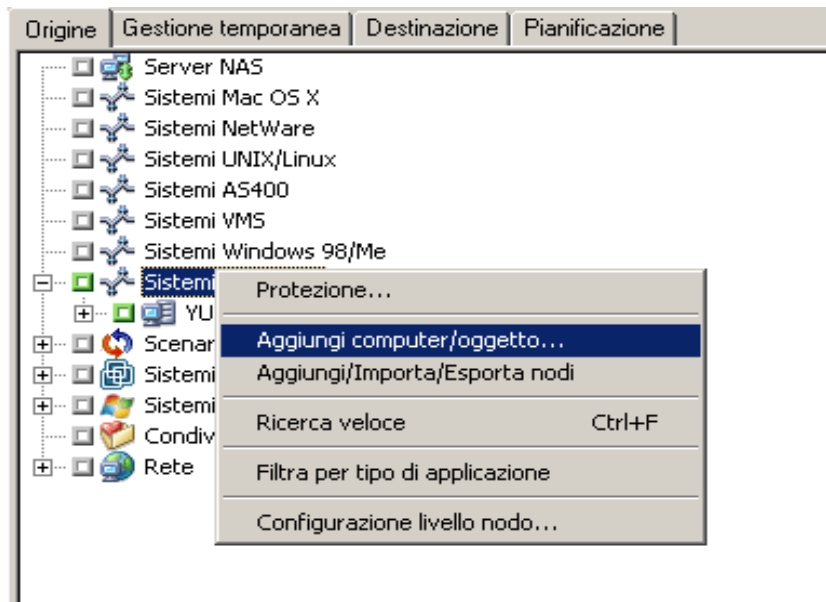 Origine Gestione temporanea Destinazione Pianificazione
Server NAS
Sistemi Mac OS X
Sistemi NetWare
Sistemi UNIX/Linux
Sistemi AS400
Sistemi VMS
Sistemi Windows 98/Me
Sistemi
YU
Scenar
Sistemi
Sistemi
Condiv
Rete
Protezione...
Aggiungi computer/oggetto...
Aggiungi/Importa/Esporta nodi
Ricerca veloce Ctrl+F
Filtra per tipo di applicazione
Configurazione livello nodo...